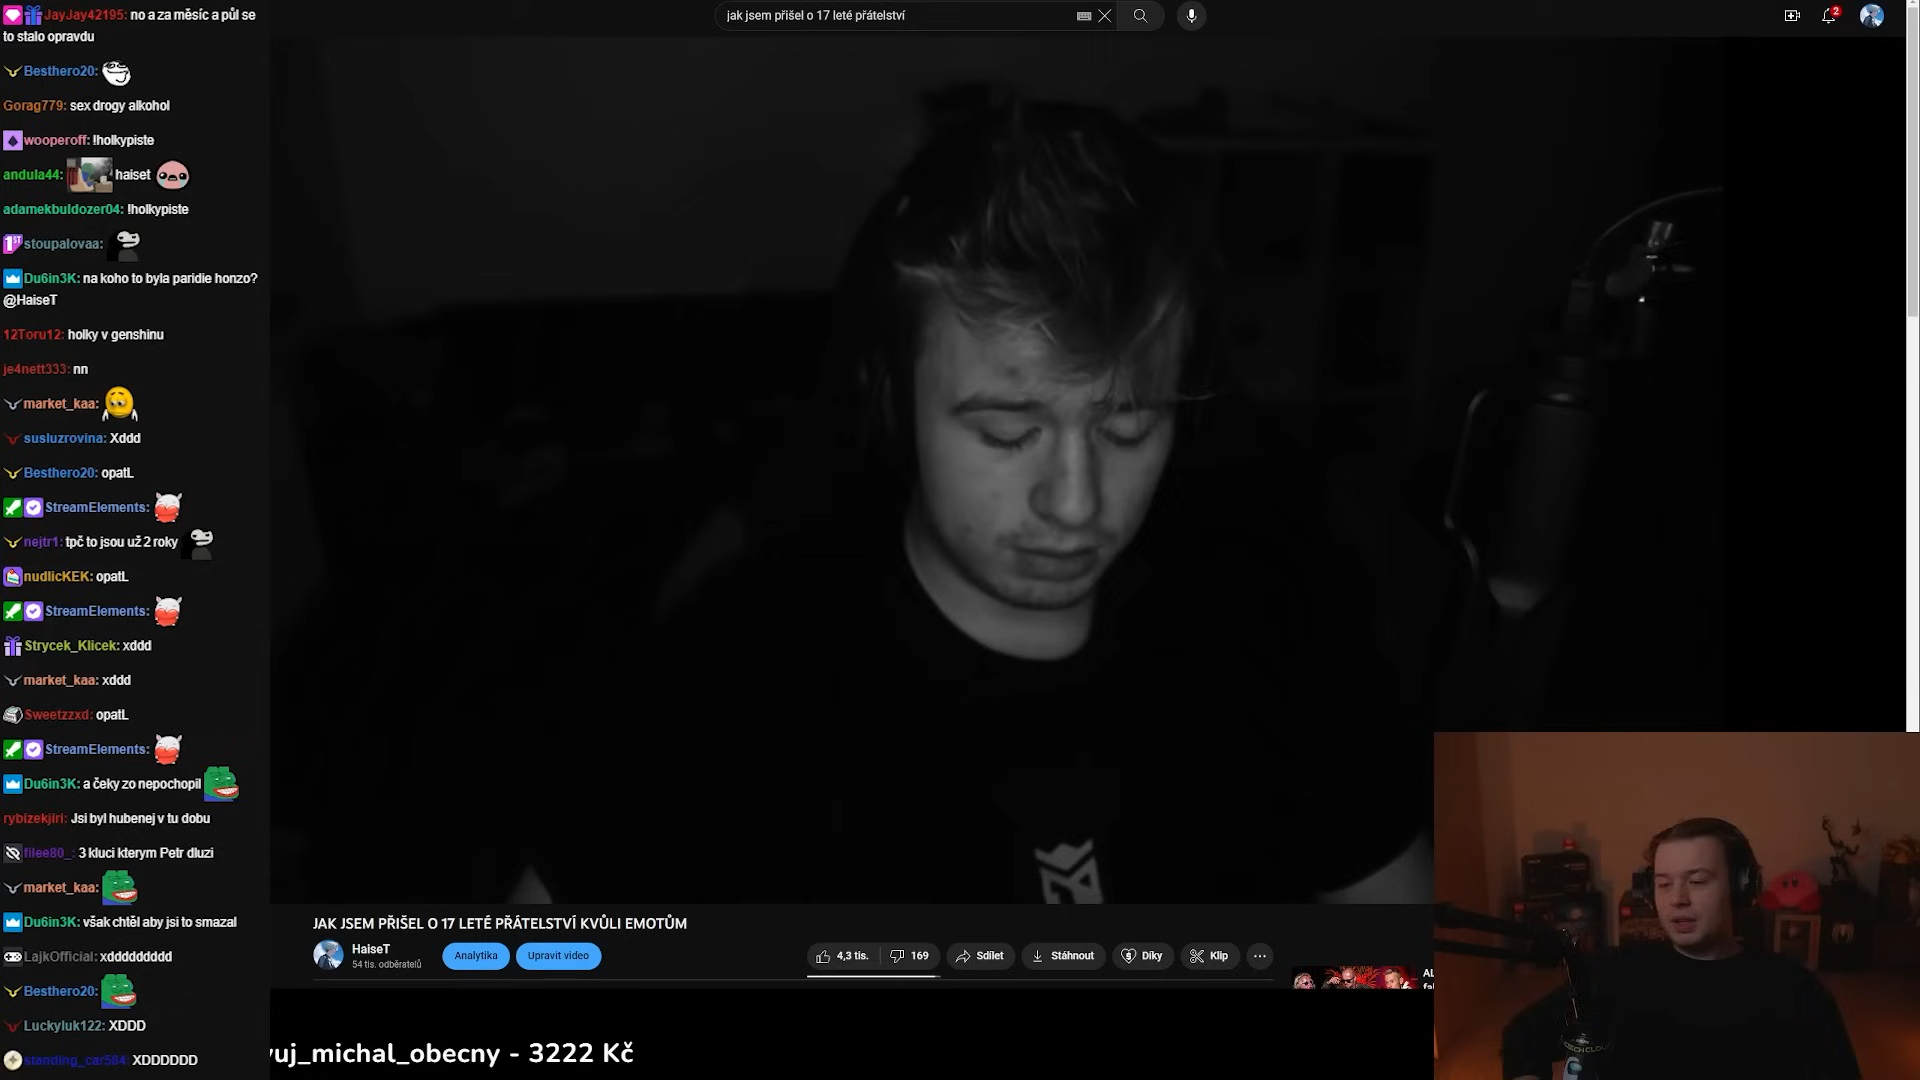 JayJay42195: no a za měsíc a půl se
to stalo opravdu
Besthero20:
Gorag779: sex drogy alkohol
wooperoff: !holkypiste
andula44: haiset
adamekbuldozer04: !holkypiste
1ST stoupalovaa:
Du6in3K: na koho to byla paridie honzo?
@HaiseT
12Toru12: holky v genshinu
je4nett333: nn
market_kaa:
susluzrovina: Xddd
Besthero20: opatL
StreamElements:
nejtr1: tpč to jsou už 2 roky
nudlicKEK: opatL
StreamElements:
Strycek_Klicek: xddd
market_kaa: xddd
Sweetzzxd: opatL
StreamElements:
Du6in3K: a čeky zo nepochopil
rybizekjiri: Jsi byl hubenej v tu dobu
filee80_: 3 kluci kterym Petr dluzi
market_kaa:
Du6in3K: však chtěl aby jsi to smazal
LajkOfficial: xddddddddd
Besthero20:
Luckyluk122: XDDD
standing_car584: XDDDDDD
jak jsem přišel o 17 leté přátelství
2
JAK JSEM PŘIŠEL O 17 LETÉ PŘÁTELSTVÍ KVŮLI EMOTŮM
HaiseT
54 tis. odběratelů
Analytika
Upravit video
4,3 tis.
169
Sdílet
Stáhnout
Díky
Klip
uj_michal_obecny - 3222 Kč